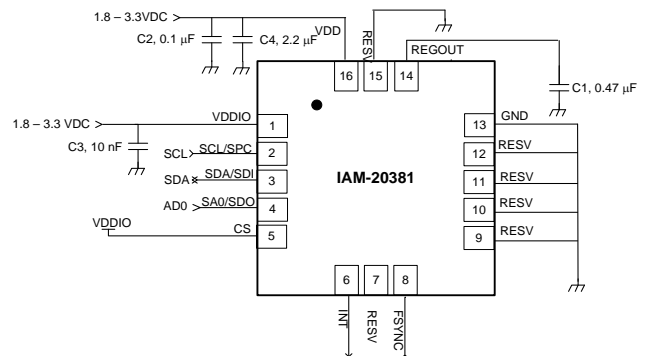 1.8 – 3.3VDC
C2, 0.1 µF
C4, 2.2 µF
VDD
RESV
REGOUT
16
15
14
C1, 0.47 µF
1.8 – 3.3 VDC
VDDIO
1
13
GND
C3, 10 nF
SCL
SCL/SPC
2
12
RESV
SDA
SDA/SDI
3
IAM-20381
11
RESV
AD0
SA0/SDO
4
10
RESV
VDDIO
CS
5
9
RESV
6
7
8
INT
RESV
FSYNC